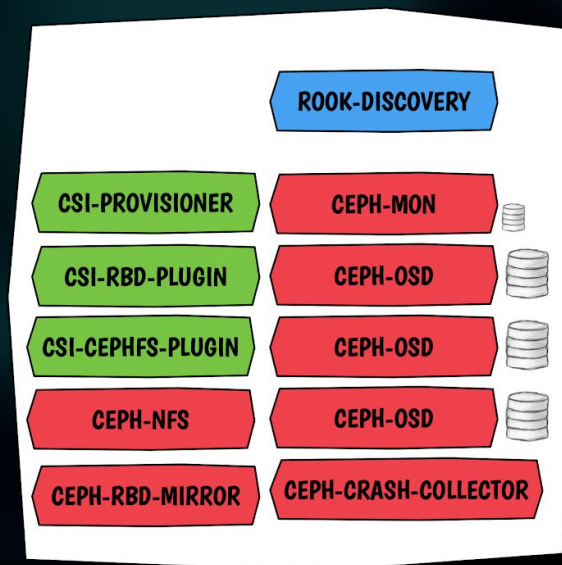 ROOK-DISCOVERY
CSI-PROVISIONER
CEPH-MON
CSI-RBD-PLUGIN
CEPH-OSD
CSI-CEPHFS-PLUGIN
CEPH-OSD
CEPH-NFS
CEPH-OSD
CEPH-RBD-MIRROR
CEPH-CRASH-COLLECTOR